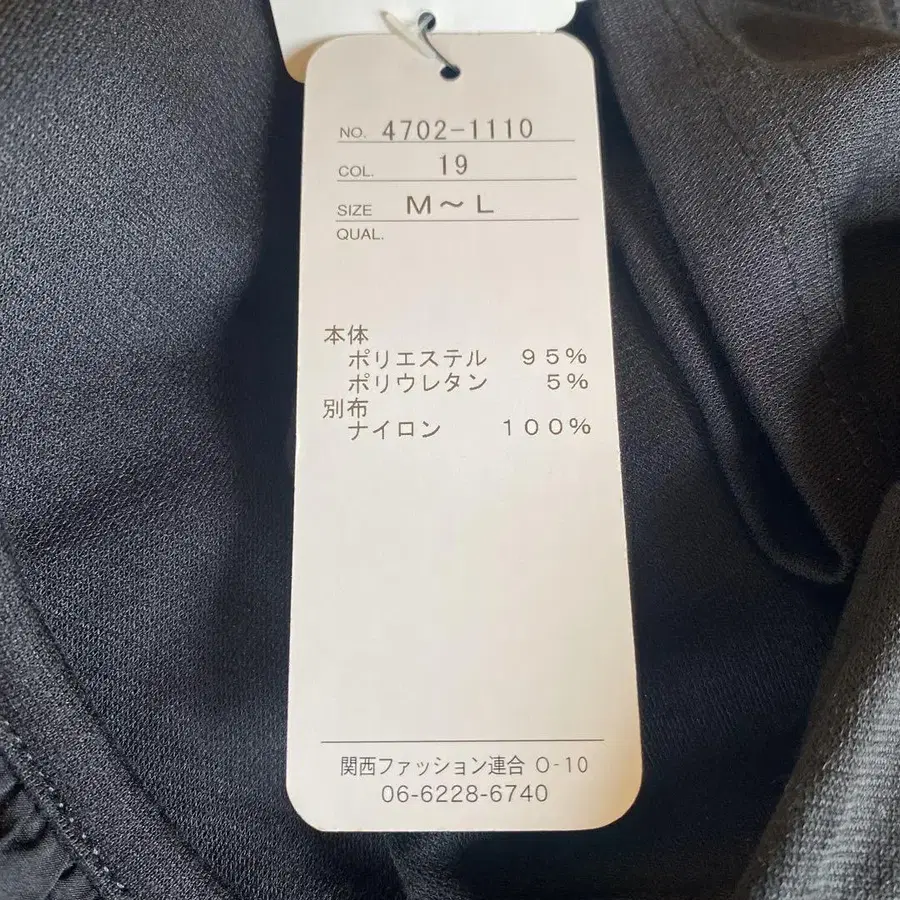 NO. 4702-1110
COL. 19
SIZE M～L
QUAL.
本体
ポリエステル 95%
ポリウレタン 5%
別布
ナイロン 100%
関西ファッション連合 O-10
06-6228-6740